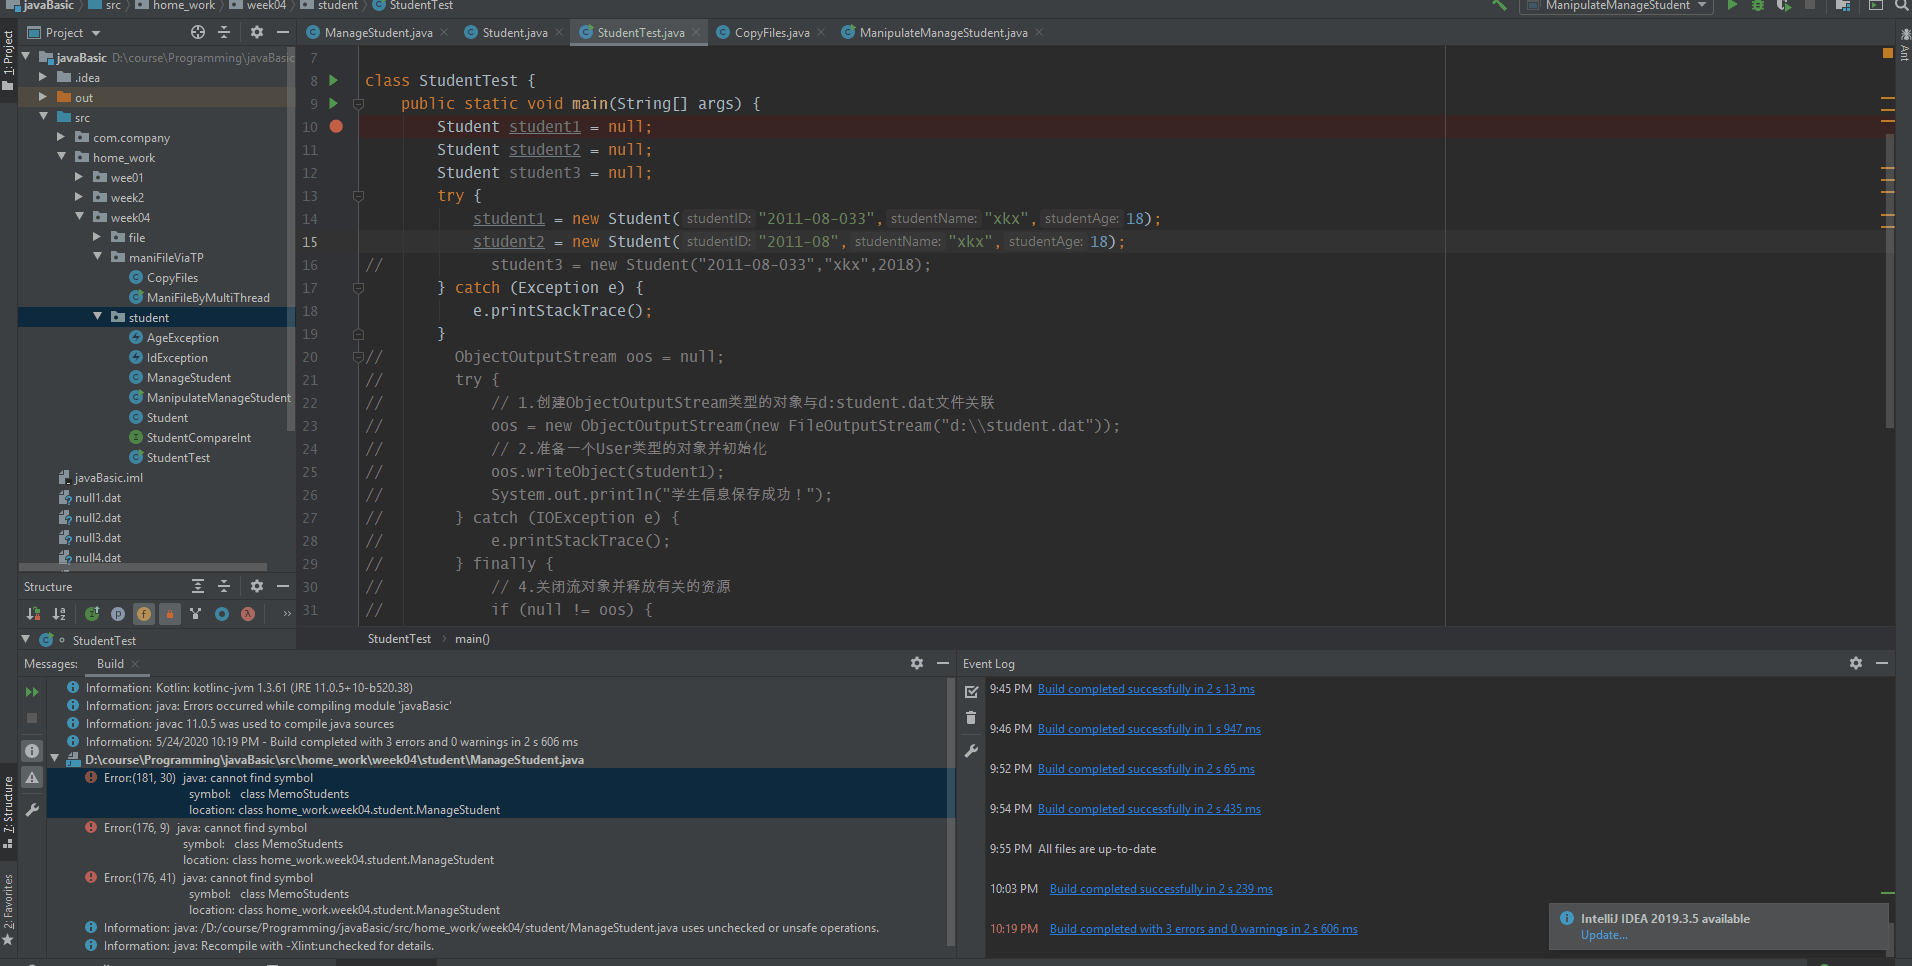 javaBasic > src > home_work > week04 > student > StudentTest
ManipulateManageStudent
Project
ManageStudent.java
Student.java
StudentTest.java
CopyFiles.java
ManipulateManageStudent.java
1: Project
Ant
javaBasic D:\course\Programming\javaBasic
.idea
out
src
com.company
home_work
wee01
week2
week04
file
maniFileViaTP
CopyFiles
ManiFileByMultiThread
student
AgeException
IdException
ManageStudent
ManipulateManageStudent
Student
StudentCompareInt
StudentTest
javaBasic.iml
null1.dat
null2.dat
null3.dat
null4.dat
7
8 class StudentTest {
9 public static void main(String[] args) {
10 Student student1 = null;
11 Student student2 = null;
12 Student student3 = null;
13 try {
14 student1 = new Student( studentID: "2011-08-033", studentName: "xkx", studentAge: 18);
15 student2 = new Student( studentID: "2011-08", studentName: "xkx", studentAge: 18);
16 // student3 = new Student("2011-08-033","xkx",2018);
17 } catch (Exception e) {
18 e.printStackTrace();
19 }
20 // ObjectOutputStream oos = null;
21 // try {
22 // // 1.创建ObjectOutputStream类型的对象与d:student.dat文件关联
23 // oos = new ObjectOutputStream(new FileOutputStream("d:\\student.dat"));
24 // // 2.准备一个User类型的对象并初始化
25 // oos.writeObject(student1);
26 // System.out.println("学生信息保存成功！");
27 // } catch (IOException e) {
28 // e.printStackTrace();
29 // } finally {
30 // // 4.关闭流对象并释放有关的资源
31 // if (null != oos) {
StudentTest > main()
Structure
StudentTest
7: Structure
2: Favorites
Messages: Build
Information: Kotlin: kotlinc-jvm 1.3.61 (JRE 11.0.5+10-b520.38)
Information: java: Errors occurred while compiling module 'javaBasic'
Information: javac 11.0.5 was used to compile java sources
Information: 5/24/2020 10:19 PM - Build completed with 3 errors and 0 warnings in 2 s 606 ms
D:\course\Programming\javaBasic\src\home_work\week04\student\ManageStudent.java
Error:(181, 30) java: cannot find symbol
symbol: class MemoStudents
location: class home_work.week04.student.ManageStudent
Error:(176, 9) java: cannot find symbol
symbol: class MemoStudents
location: class home_work.week04.student.ManageStudent
Error:(176, 41) java: cannot find symbol
symbol: class MemoStudents
location: class home_work.week04.student.ManageStudent
Information: java: /D:/course/Programming/javaBasic/src/home_work/week04/student/ManageStudent.java uses unchecked or unsafe operations.
Information: java: Recompile with -Xlint:unchecked for details.
Event Log
9:45 PM Build completed successfully in 2 s 13 ms
9:46 PM Build completed successfully in 1 s 947 ms
9:52 PM Build completed successfully in 2 s 65 ms
9:54 PM Build completed successfully in 2 s 435 ms
9:55 PM All files are up-to-date
10:03 PM Build completed successfully in 2 s 239 ms
10:19 PM Build completed with 3 errors and 0 warnings in 2 s 606 ms
IntelliJ IDEA 2019.3.5 available
Update...